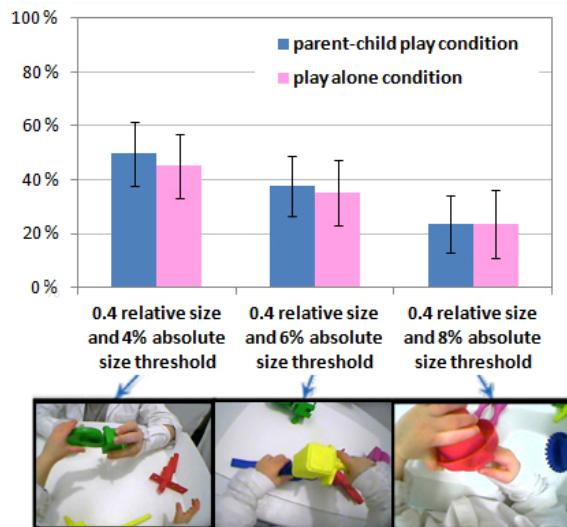 100 %
80 %
60 %
40 %
20 %
0 %
parent-child play condition
play alone condition
0.4 relative size
and 4% absolute
size threshold
0.4 relative size
and 6% absolute
size threshold
0.4 relative size
and 8% absolute
size threshold